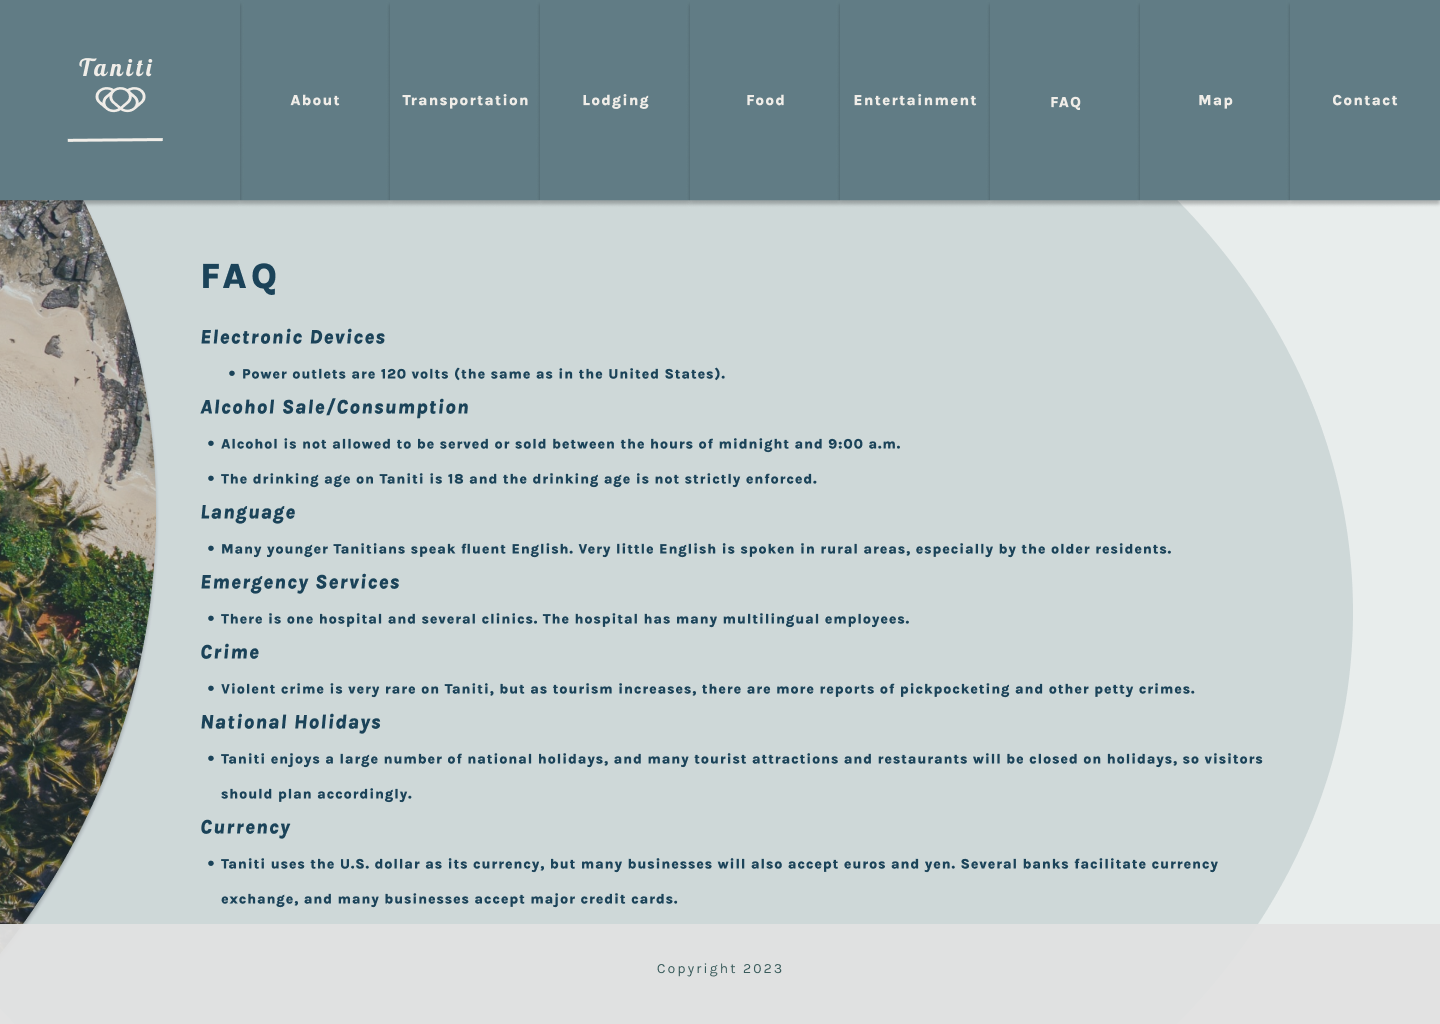 Taniti
About
Transportation
Lodging
Food
Entertainment
FAQ
Map
Contact
FAQ
Electronic Devices
• Power outlets are 120 volts (the same as in the United States).
Alcohol Sale/Consumption
• Alcohol is not allowed to be served or sold between the hours of midnight and 9:00 a.m.
• The drinking age on Taniti is 18 and the drinking age is not strictly enforced.
Language
• Many younger Tanitians speak fluent English. Very little English is spoken in rural areas, especially by the older residents.
Emergency Services
• There is one hospital and several clinics. The hospital has many multilingual employees.
Crime
• Violent crime is very rare on Taniti, but as tourism increases, there are more reports of pickpocketing and other petty crimes.
National Holidays
• Taniti enjoys a large number of national holidays, and many tourist attractions and restaurants will be closed on holidays, so visitors
should plan accordingly.
Currency
• Taniti uses the U.S. dollar as its currency, but many businesses will also accept euros and yen. Several banks facilitate currency
exchange, and many businesses accept major credit cards.
Copyright 2023